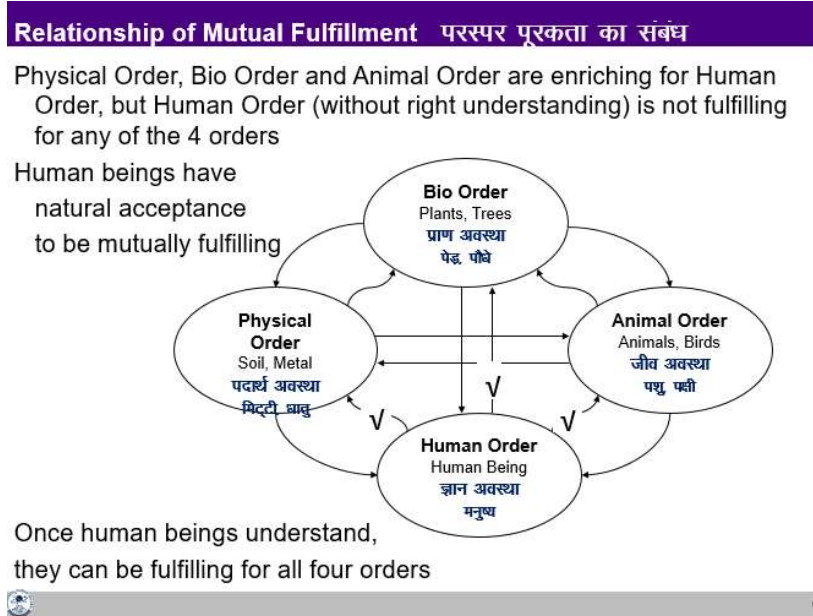 Relationship of Mutual Fulfillment परस्पर पूरकता का संबंध
Physical Order, Bio Order and Animal Order are enriching for Human
Order, but Human Order (without right understanding) is not fulfilling
for any of the 4 orders
Human beings have
natural acceptance
to be mutually fulfilling
Bio Order
Plants, Trees
प्राण अवस्था
पेड़, पौधे
Physical
Order
Soil, Metal
पदार्थ अवस्था
मिट्टी, धातु
Animal Order
Animals, Birds
जीव अवस्था
पशु, पक्षी
√
√
√
Human Order
Human Being
ज्ञान अवस्था
मनुष्य
Once human beings understand,
they can be fulfilling for all four orders